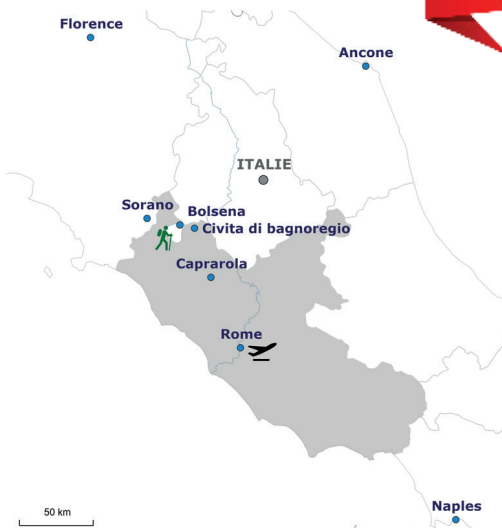 Florence
Ancone
ITALIE
Sorano
Bolsena
Civita di bagnoregio
Caprarola
Rome
50 km
Naples